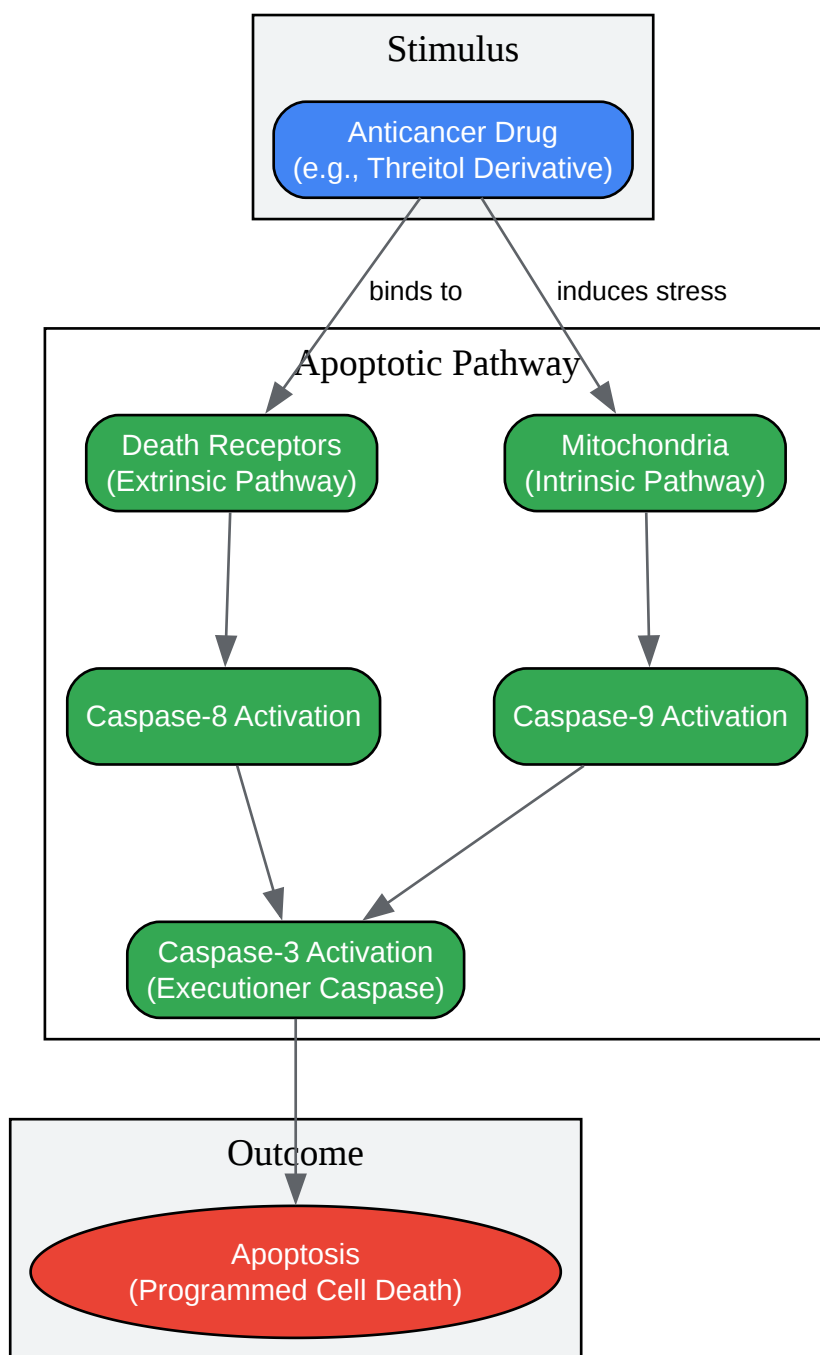 Stimulus
Anticancer Drug
(e.g., Threitol Derivative)
binds to
induces stress
Apoptotic Pathway
Death Receptors
(Extrinsic Pathway)
Mitochondria
(Intrinsic Pathway)
Caspase-8 Activation
Caspase-9 Activation
Caspase-3 Activation
(Executioner Caspase)
Outcome
Apoptosis
(Programmed Cell Death)